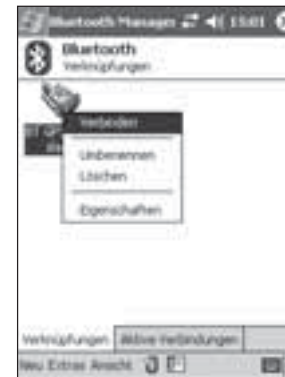 Bluetooth Manager 15:01
Bluetooth
Verknüpfungen
Verbinden
Umbenennen
Löschen
Eigenschaften
Verknüpfungen Aktive Verbindungen
Neu Extras Ansicht